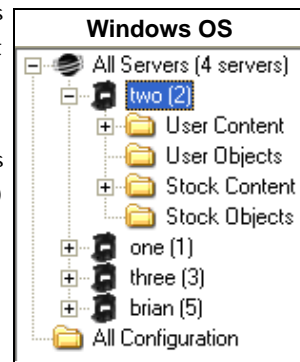 Windows OS
All Servers (4 servers)
two (2)
User Content
User Objects
Stock Content
Stock Objects
one (1)
three (3)
brian (5)
All Configuration